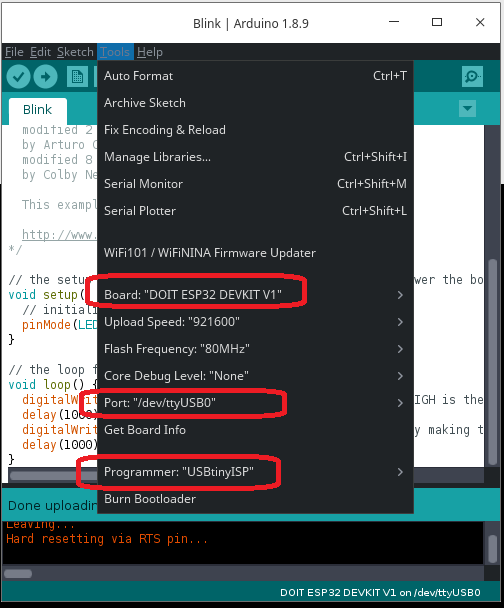 Blink | Arduino 1.8.9
File Edit Sketch Tools Help
Blink
Auto Format Ctrl+T
Archive Sketch
Fix Encoding & Reload
Manage Libraries... Ctrl+Shift+I
Serial Monitor Ctrl+Shift+M
Serial Plotter Ctrl+Shift+L
WiFi101 / WiFiNINA Firmware Updater
Board: "DOIT ESP32 DEVKIT V1"
Upload Speed: "921600"
Flash Frequency: "80MHz"
Core Debug Level: "None"
Port: "/dev/ttyUSB0"
Get Board Info
Programmer: "USBtinyISP"
Burn Bootloader
modified 2
by Arturo
modified 8
by Colby Ne
This exampl
http://www.
*/
// the setu wer the bo
void setup(
// initiali
pinMode(LE
}
// the loop f
void loop() {
digitalWrit IGH is the
delay(1000)
digitalWrit y making t
delay(1000)
}
Done uploadin
Leaving...
Hard resetting via RTS pin...
DOIT ESP32 DEVKIT V1 on /dev/ttyUSB0